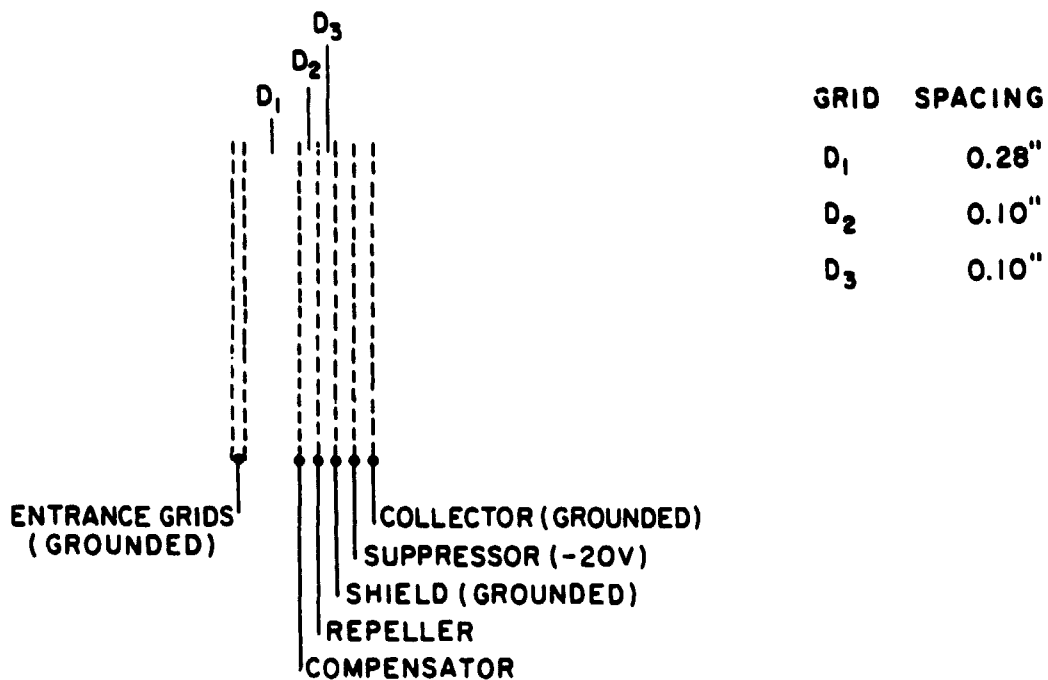 D₃
D₂
D₁
GRID SPACING
D₁ 0.28"
D₂ 0.10"
D₃ 0.10"
ENTRANCE GRIDS
(GROUNDED)
COLLECTOR (GROUNDED)
SUPPRESSOR (-20V)
SHIELD (GROUNDED)
REPELLER
COMPENSATOR